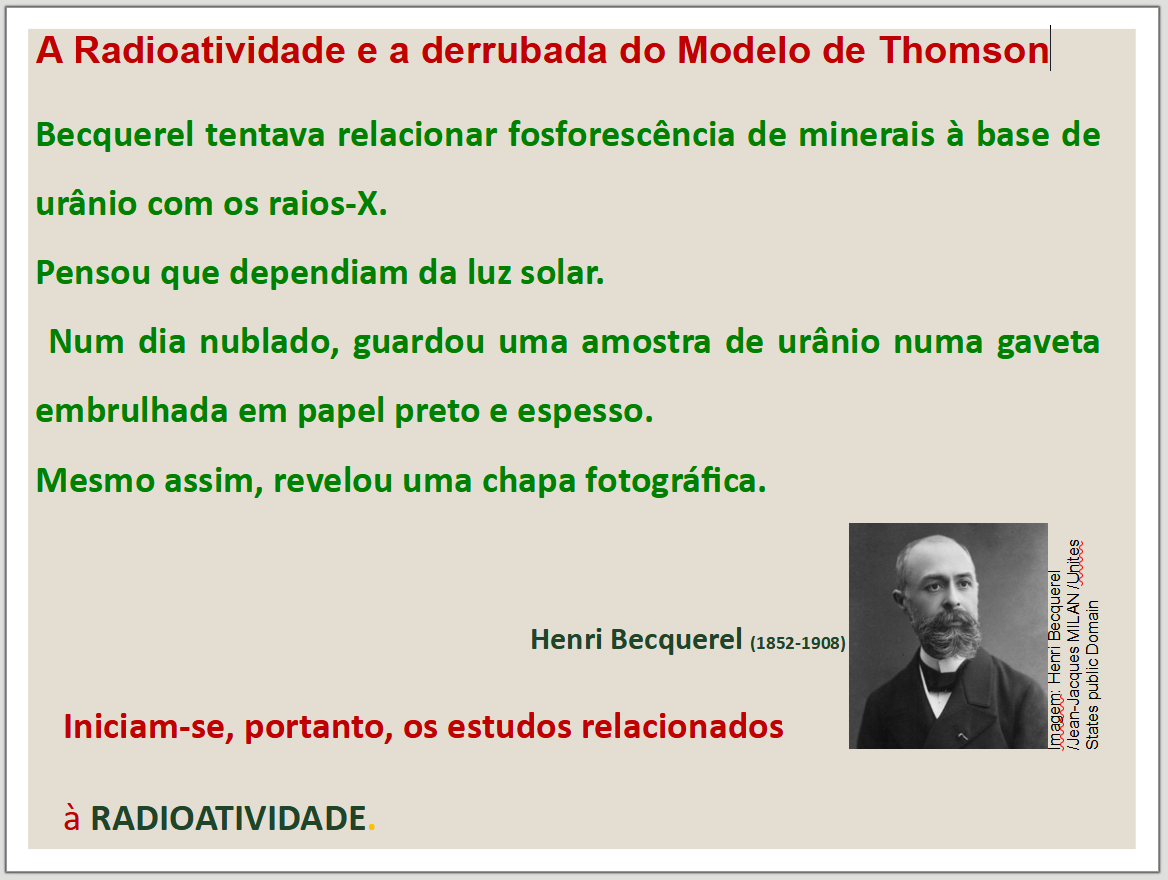 A Radioatividade e a derrubada do Modelo de Thomson
Becquerel tentava relacionar fosforescência de minerais à base de
urânio com os raios-X.
Pensou que dependiam da luz solar.
Num dia nublado, guardou uma amostra de urânio numa gaveta
embrulhada em papel preto e espesso.
Mesmo assim, revelou uma chapa fotográfica.
Henri Becquerel (1852-1908)
Imagem: Henri Becquerel
/Jean-Jacques MILAN /Unites
States public Domain
Iniciam-se, portanto, os estudos relacionados
à RADIOATIVIDADE.